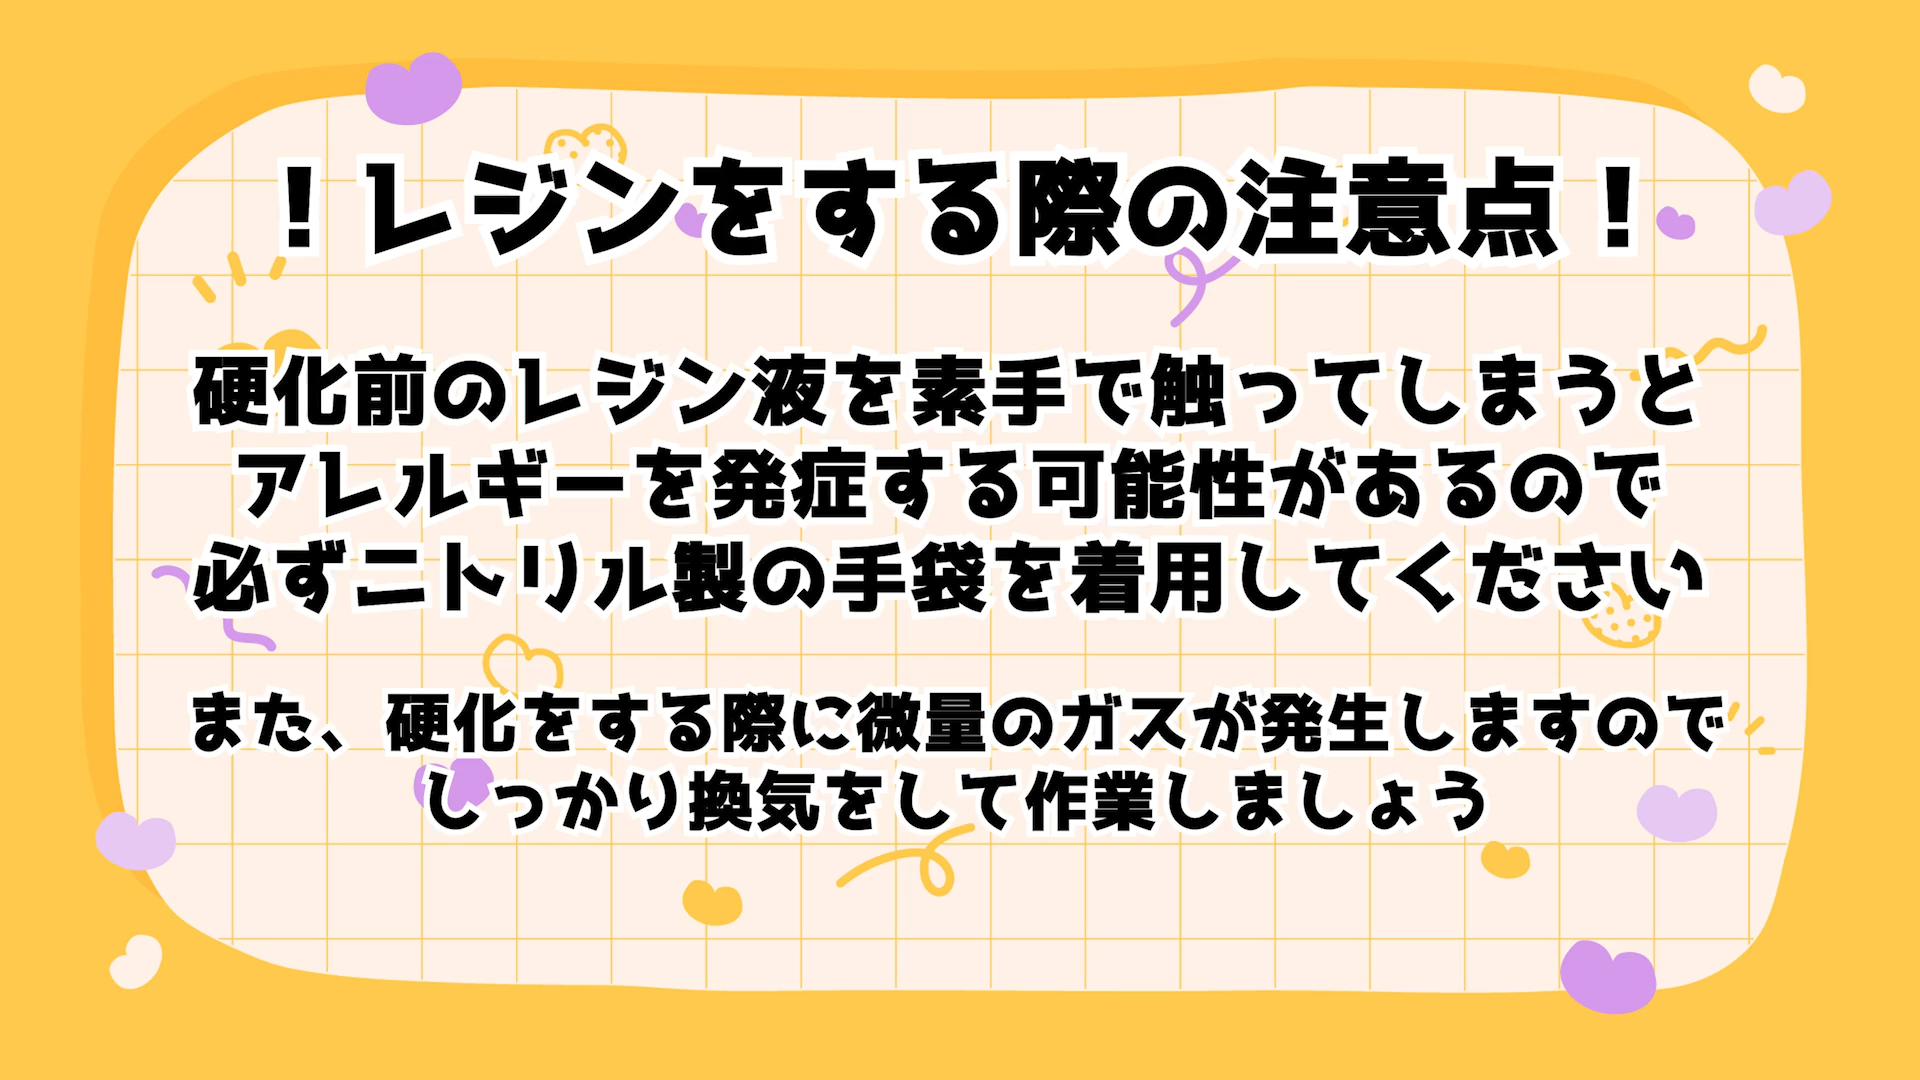 ！レジンをする際の注意点！
硬化前のレジン液を素手で触ってしまうと
アレルギーを発症する可能性があるので
必ずニトリル製の手袋を着用してください
また、硬化をする際に微量のガスが発生しますので
しっかり換気をして作業しましょう